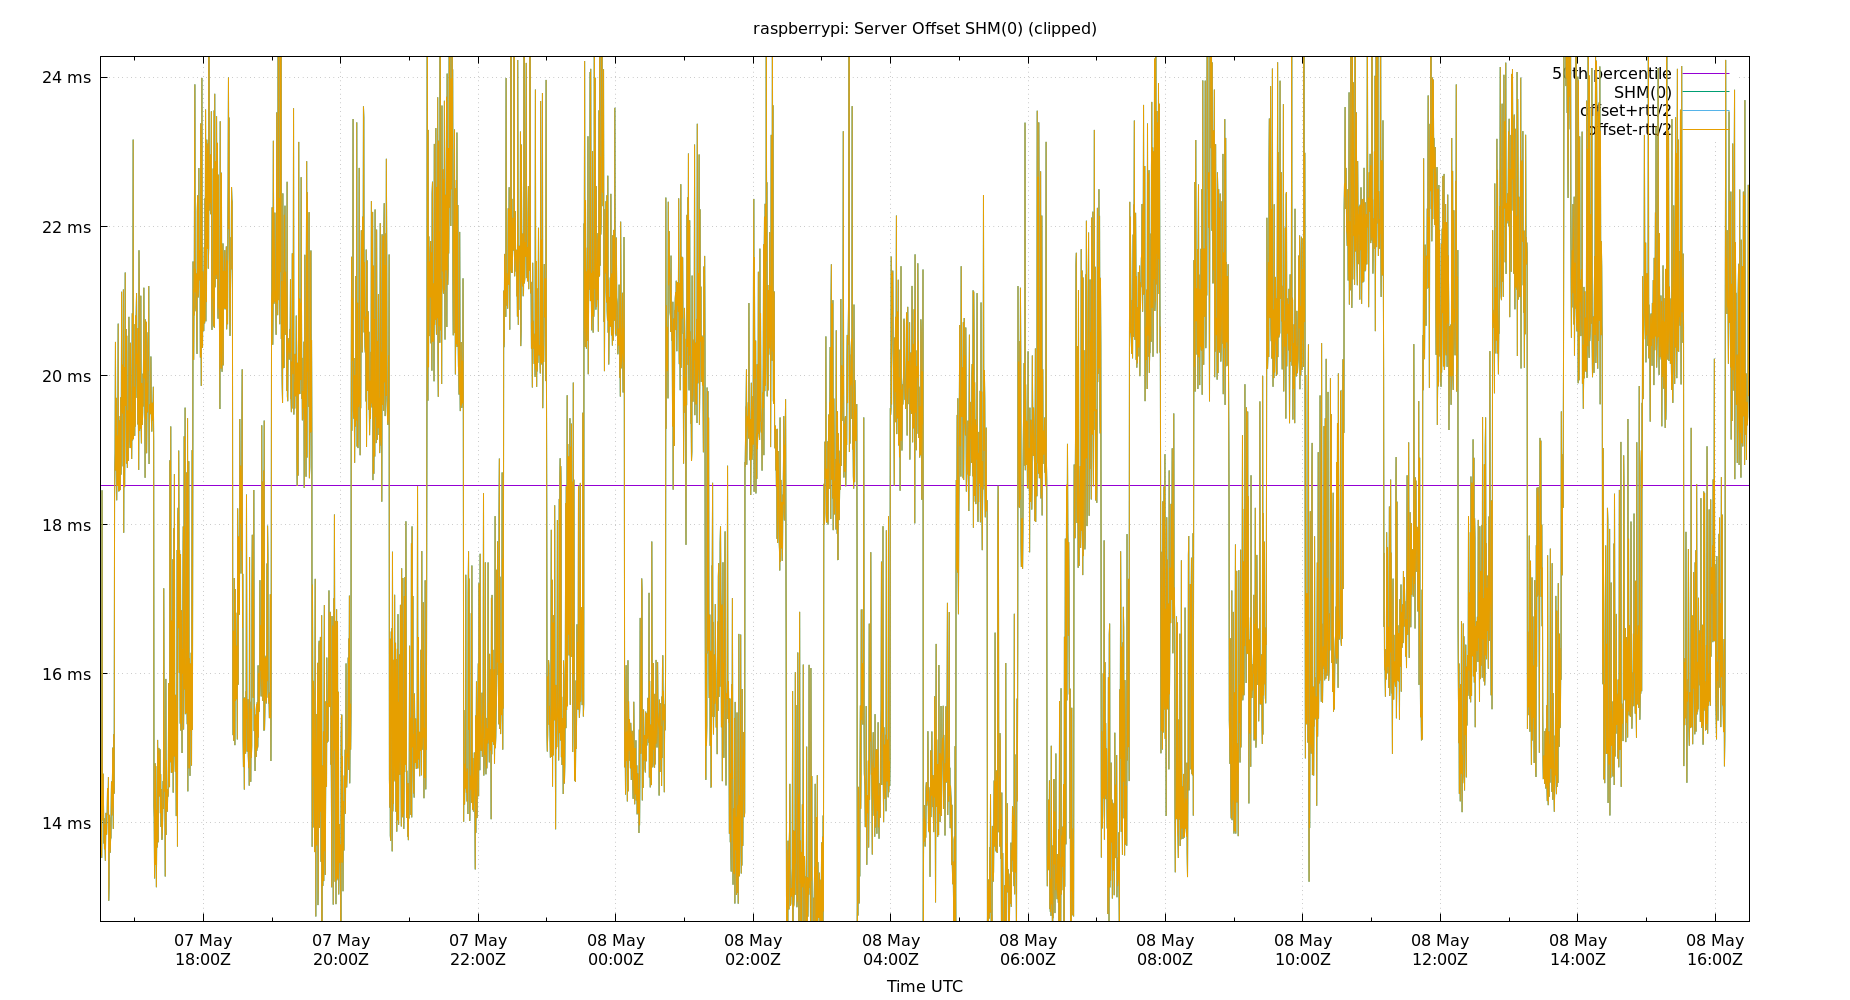 raspberrypi: Server Offset SHM(0) (clipped)
24 ms
22 ms
20 ms
18 ms
16 ms
14 ms
50th percentile
SHM(0)
offset+rtt/2
offset-rtt/2
07 May
18:00Z
07 May
20:00Z
07 May
22:00Z
08 May
00:00Z
08 May
02:00Z
08 May
04:00Z
08 May
06:00Z
08 May
08:00Z
08 May
10:00Z
08 May
12:00Z
08 May
14:00Z
08 May
16:00Z
Time UTC